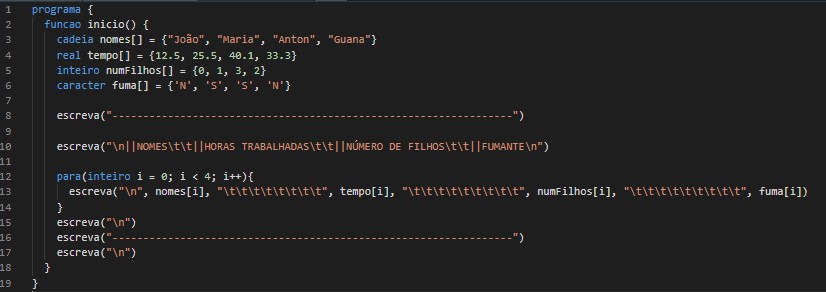 1 programa {
2 funcao inicio() {
3 cadeia nomes[] = {"João", "Maria", "Anton", "Guana"}
4 real tempo[] = {12.5, 25.5, 40.1, 33.3}
5 inteiro numFilhos[] = {0, 1, 3, 2}
6 caracter fuma[] = {'N', 'S', 'S', 'N'}
7
8 escreva("-----------------------------------------------------------------")
9
10 escreva("\n||NOMES\t\t||HORAS TRABALHADAS\t\t||NÚMERO DE FILHOS\t\t||FUMANTE\n")
11
12 para(inteiro i = 0; i < 4; i++){
13 escreva("\n", nomes[i], "\t\t\t\t\t\t\t\t", tempo[i], "\t\t\t\t\t\t\t\t\t", numFilhos[i], "\t\t\t\t\t\t\t\t\t", fuma[i])
14 }
15 escreva("\n")
16 escreva("-----------------------------------------------------------------")
17 escreva("\n")
18 }
19 }